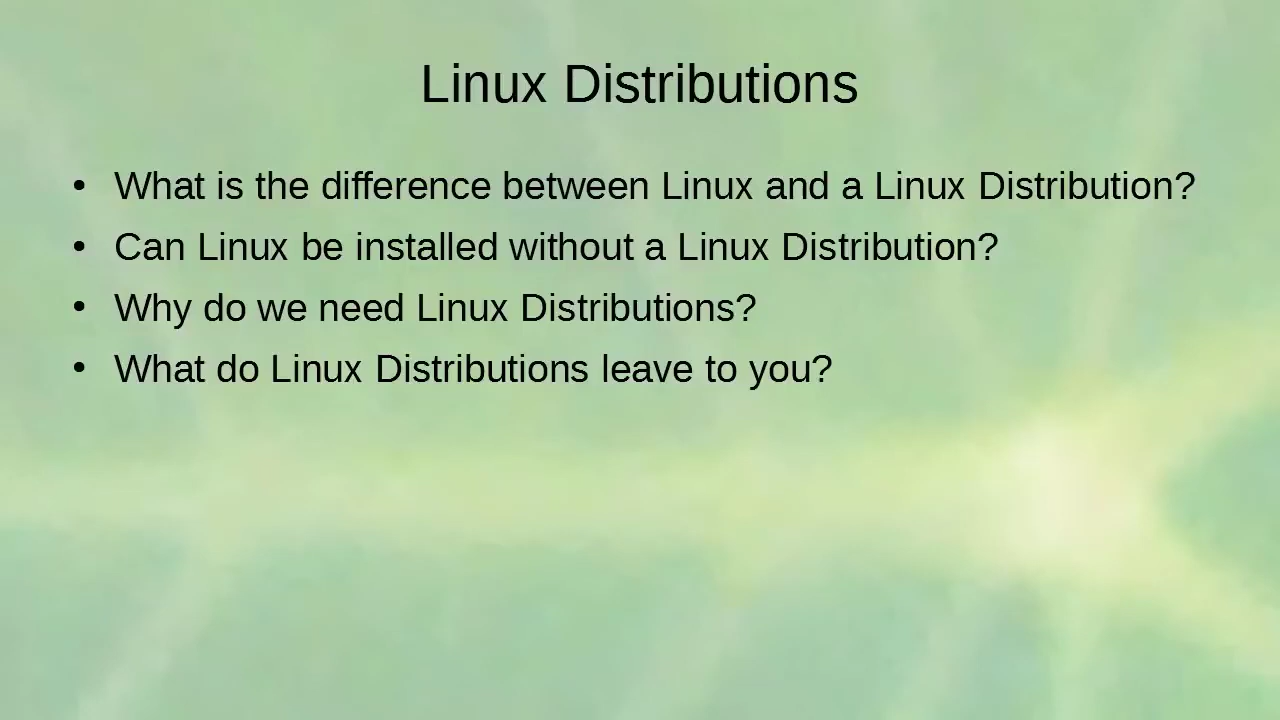 Linux Distributions
• What is the difference between Linux and a Linux Distribution?
• Can Linux be installed without a Linux Distribution?
• Why do we need Linux Distributions?
• What do Linux Distributions leave to you?